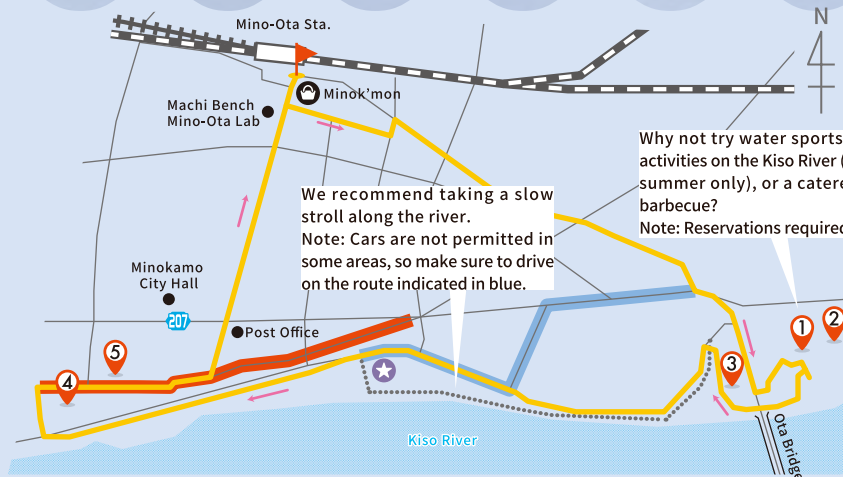 N
Mino-Ota Sta.
Minok'mon
Machi Bench
Mino-Ota Lab
Why not try water sports
activities on the Kiso River (
summer only), or a catere
barbecue?
Note: Reservations required
We recommend taking a slow
stroll along the river.
Note: Cars are not permitted in
some areas, so make sure to drive
on the route indicated in blue.
Minokamo
City Hall
207
Post Office
1
2
3
4
5
Kiso River
Ota Bridge